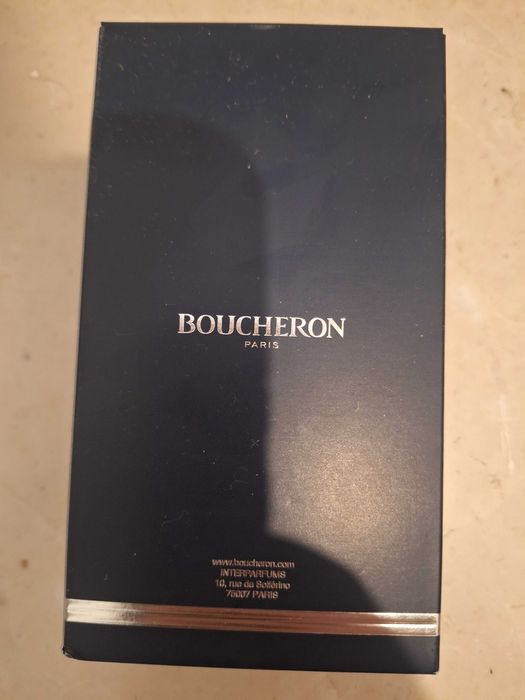 BOUCHERON
PARIS
www.boucheron.com
INTERPARFUMS
10, rue de Solférino
75007 PARIS